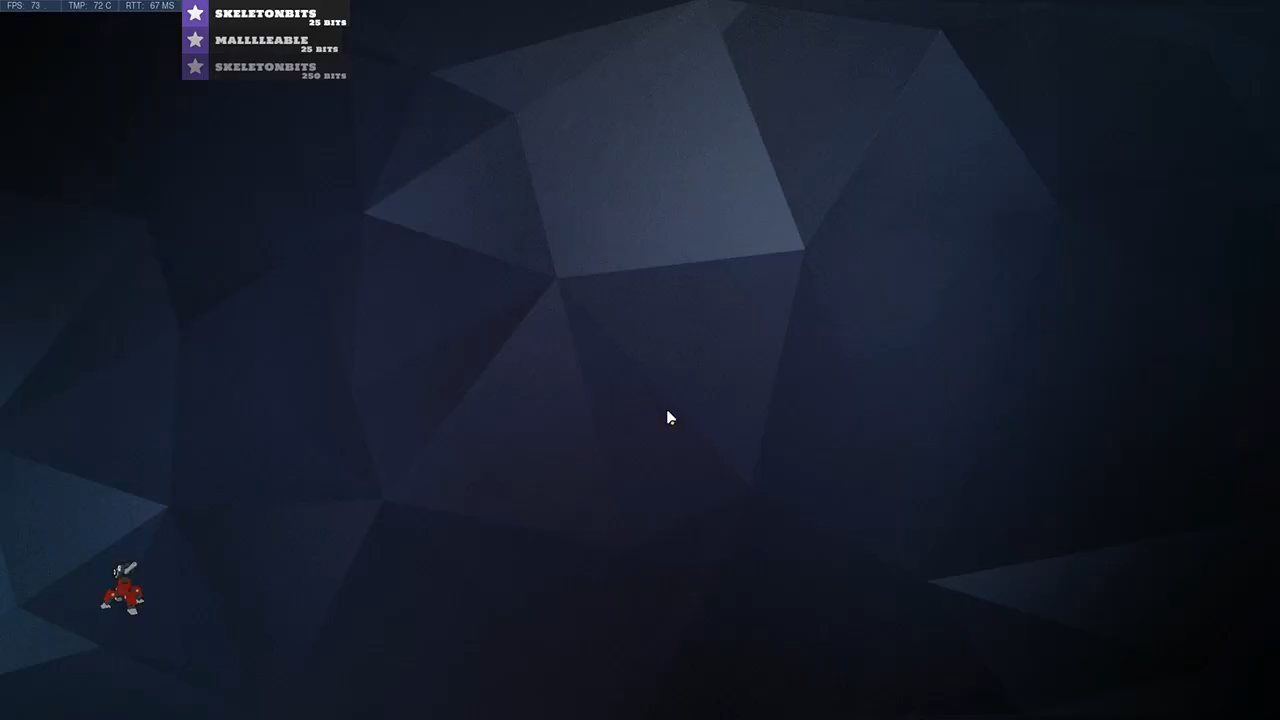 FPS: 73 TMP: 72 C RTT: 67 MS
SKELETONBITS
25 BITS
MALLLLEABLE
25 BITS
SKELETONBITS
250 BITS